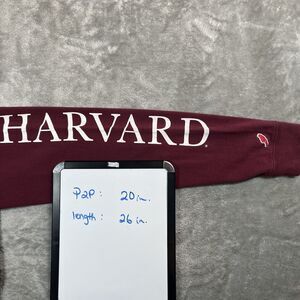 HARVARD
P2P : 20 in.
length : 26 in.